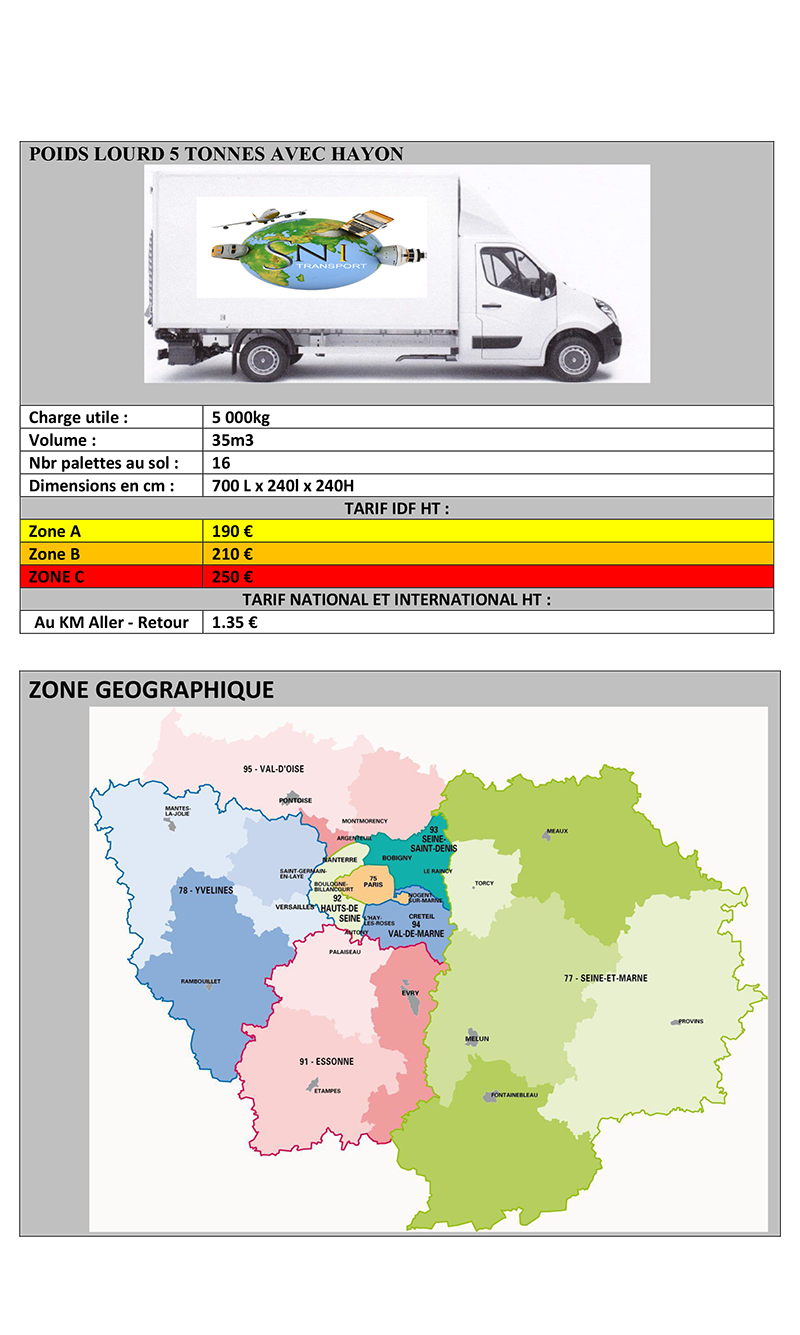 POIDS LOURD 5 TONNES AVEC HAYON
SNI
TRANSPORT
Charge utile : 5 000kg
Volume : 35m3
Nbr palettes au sol : 16
Dimensions en cm : 700 L x 240l x 240H
TARIF IDF HT :
Zone A 190 €
Zone B 210 €
ZONE C 250 €
TARIF NATIONAL ET INTERNATIONAL HT :
Au KM Aller - Retour 1.35 €
ZONE GEOGRAPHIQUE
95 - VAL-D'OISE
PONTOISE
MANTES-
LA-JOLIE
MONTMORENCY
ARGENTEUIL
93
SEINE-
SAINT-DENIS
MEAUX
NANTERRE
BOBIGNY
SAINT-GERMAIN-
EN-LAYE
LE RAINCY
75
PARIS
TORCY
78 - YVELINES
BOULOGNE-
BILLANCOURT
NOGENT
SUR-MARNE
92
HAUTS-DE
SEINE
VERSAILLES
L'HAY-
LES-ROSES
CRETEIL
94
VAL-DE-MARNE
ANTONY
PALAISEAU
RAMBOUILLET
77 - SEINE-ET-MARNE
EVRY
PROVINS
MELUN
91 - ESSONNE
ETAMPES
FONTAINEBLEAU